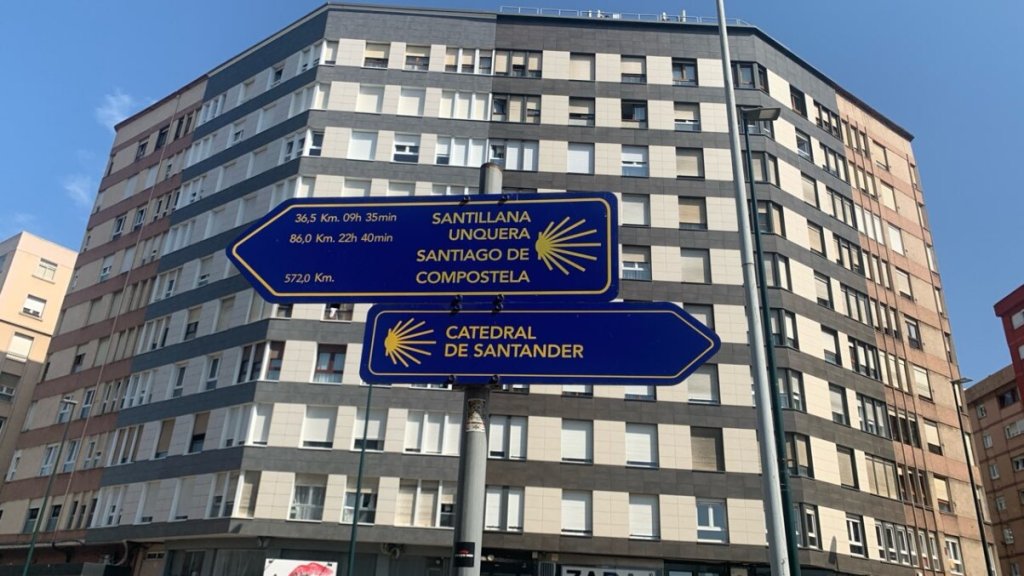 36,5 Km. 09h 35min
SANTILLANA
86,0 Km. 22h 40min
UNQUERA
SANTIAGO DE
572,0 Km.
COMPOSTELA
CATEDRAL
DE SANTANDER